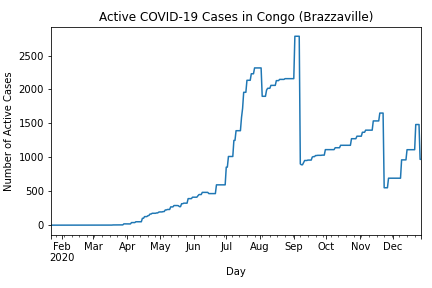 Active COVID-19 Cases in Congo (Brazzaville)
Number of Active Cases
2500
2000
1500
1000
500
0
Feb Mar Apr May Jun Jul Aug Sep Oct Nov Dec
2020
Day